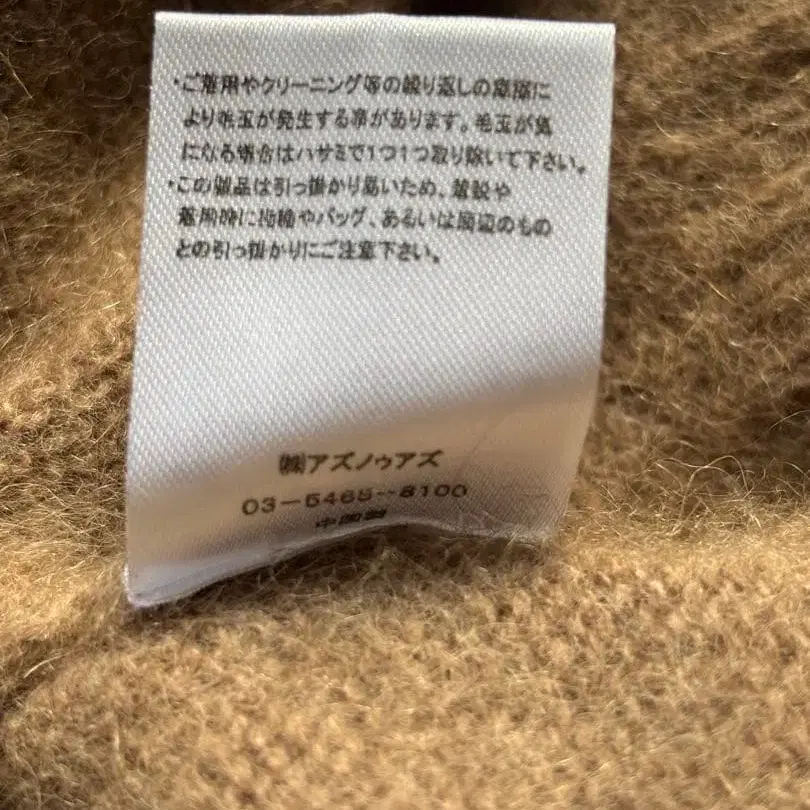 ・ご着用やクリーニング等の繰り返しの摩擦に
より毛玉が発生する事があります。毛玉が気
になる場合はハサミで1つ1つ取り除いて下さい。
・この製品は引っ掛かり易いため、着脱や
着用時に指輪やバッグ、あるいは周辺のもの
との引っ掛かりにご注意下さい。
㈱アズノゥアズ
03-5465-8100
中国製